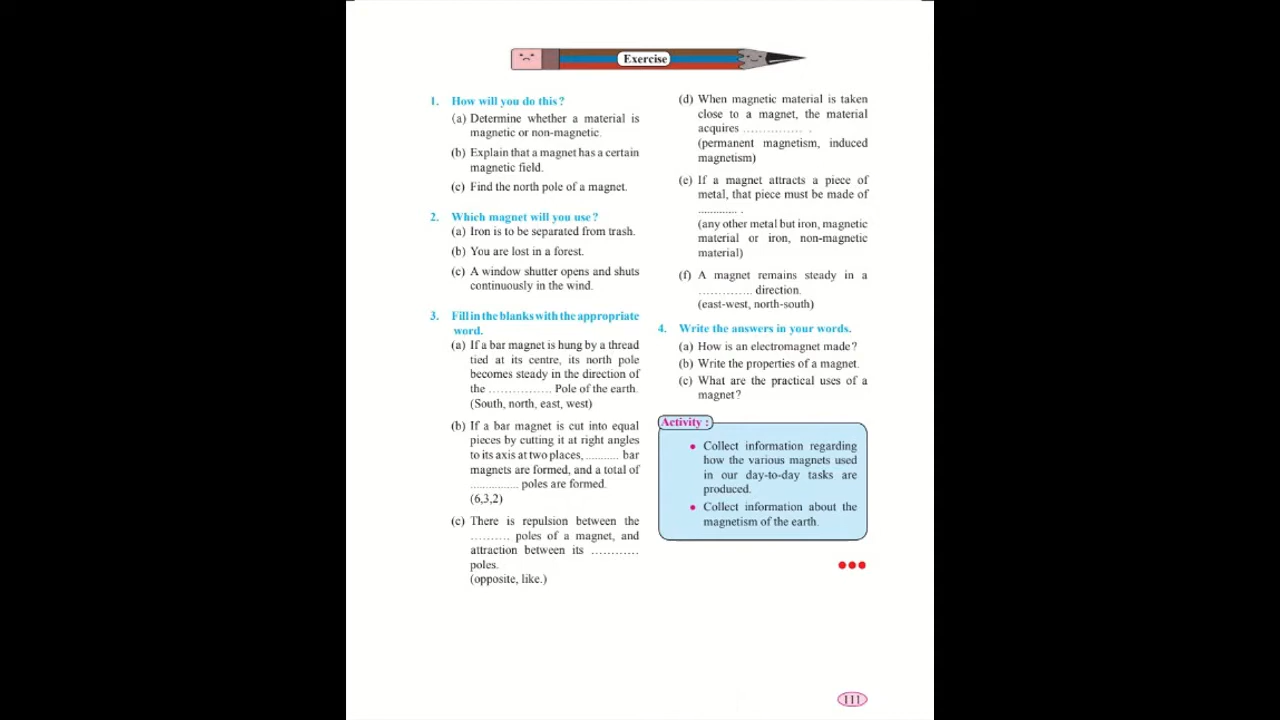 Exercise
1. How will you do this?
(a) Determine whether a material is
magnetic or non-magnetic.
(b) Explain that a magnet has a certain
magnetic field.
(c) Find the north pole of a magnet.
2. Which magnet will you use?
(a) Iron is to be separated from trash.
(b) You are lost in a forest.
(c) A window shutter opens and shuts
continuously in the wind.
3. Fill in the blanks with the appropriate
word.
(a) If a bar magnet is hung by a thread
tied at its centre, its north pole
becomes steady in the direction of
the ................ Pole of the earth.
(South, north, east, west)
(b) If a bar magnet is cut into equal
pieces by cutting it at right angles
to its axis at two places, ........... bar
magnets are formed, and a total of
................ poles are formed.
(6,3,2)
(c) There is repulsion between the
.......... poles of a magnet, and
attraction between its ............
poles.
(opposite, like.)
(d) When magnetic material is taken
close to a magnet, the material
acquires ............... .
(permanent magnetism, induced
magnetism)
(e) If a magnet attracts a piece of
metal, that piece must be made of
............. .
(any other metal but iron, magnetic
material or iron, non-magnetic
material)
(f) A magnet remains steady in a
.............. direction.
(east-west, north-south)
4. Write the answers in your words.
(a) How is an electromagnet made?
(b) Write the properties of a magnet.
(c) What are the practical uses of a
magnet?
Activity :
• Collect information regarding
how the various magnets used
in our day-to-day tasks are
produced.
• Collect information about the
magnetism of the earth.
111